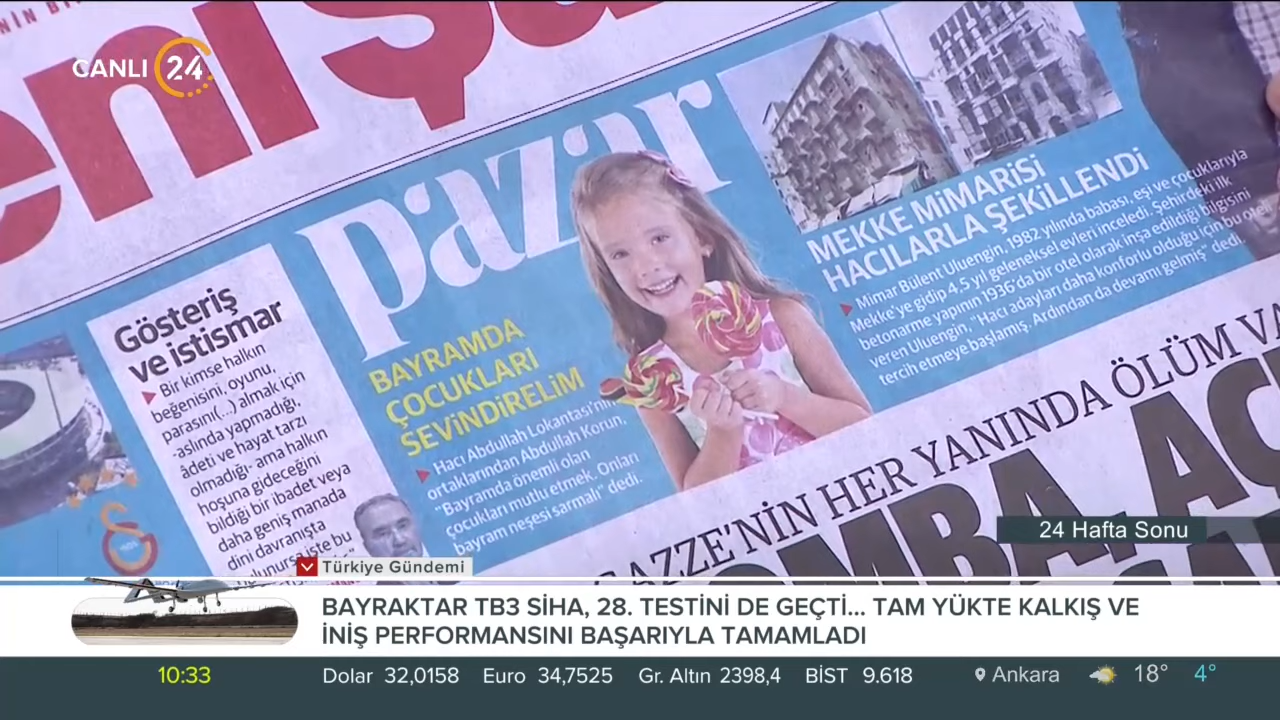 CANLI 24
pazar
Gösteriş
ve istismar
Bir kimse halkın
beğenisini, oyunu,
parasını(...) almak için
-aslında yapmadığı,
âdeti ve hayat tarzı
olmadığı- ama halkın
hoşuna gideceğini
bildiği bir ibadet veya
daha geniş manada
dini davranışta
BAYRAMDA
ÇOCUKLARI
SEVİNDİRELİM
Hacı Abdullah Lokantası'nın
ortaklarından Abdullah Korun,
"Bayramda önemli olan
çocukları mutlu etmek. Onları
bayram neşesi sarmalı" dedi.
MEKKE MİMARİSİ
HACILARLA ŞEKİLLENDİ
Mimar Bülent Uluengin, 1982 yılında babası, eşi ve çocuklarıyla
Mekke'ye gidip 4,5 yıl geleneksel evleri inceledi. Şehirdeki ilk
betonarme yapının 1936'da bir otel olarak inşa edildiği bilgisini
veren Uluengin, "Hacı adayları daha konforlu olduğu için bu oteli
tercih etmeye başlamış. Ardından da devamı gelmiş" dedi.
GAZZE'NİN HER YANINDA ÖLÜM
24 Hafta Sonu
Türkiye Gündemi
BAYRAKTAR TB3 SİHA, 28. TESTİNİ DE GEÇTİ... TAM YÜKTE KALKIŞ VE
İNİŞ PERFORMANSINI BAŞARIYLA TAMAMLADI
10:33 Dolar 32,0158 Euro 34,7525 Gr. Altın 2398,4 BİST 9.618 Ankara 18° 4°